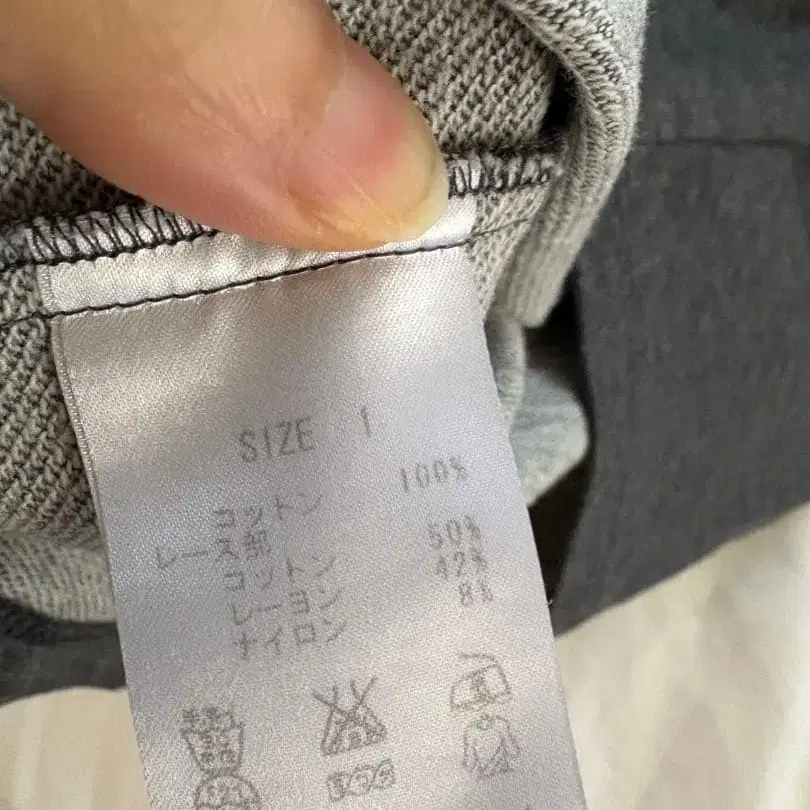 SIZE 1
コットン 100%
レース部
コットン 50%
レーヨン 42%
ナイロン 8%